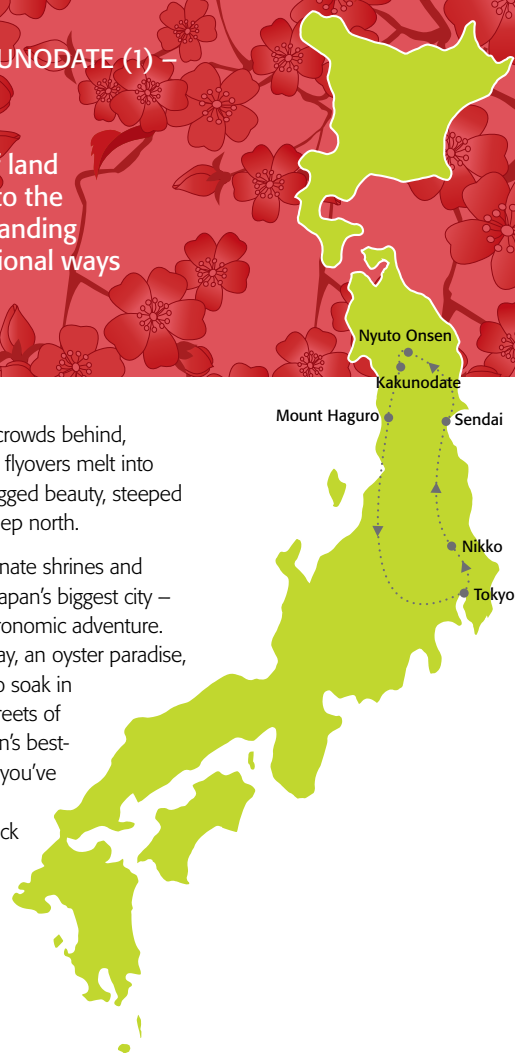 UNODATE (1) –
land
to the
anding
ional ways
crowds behind,
flyovers melt into
gged beauty, steeped
ep north.
nate shrines and
apan's biggest city –
ronomic adventure.
ay, an oyster paradise,
o soak in
reets of
n's best-
you've
ck
Nyuto Onsen
Kakunodate
Mount Haguro
Sendai
Nikko
Tokyo